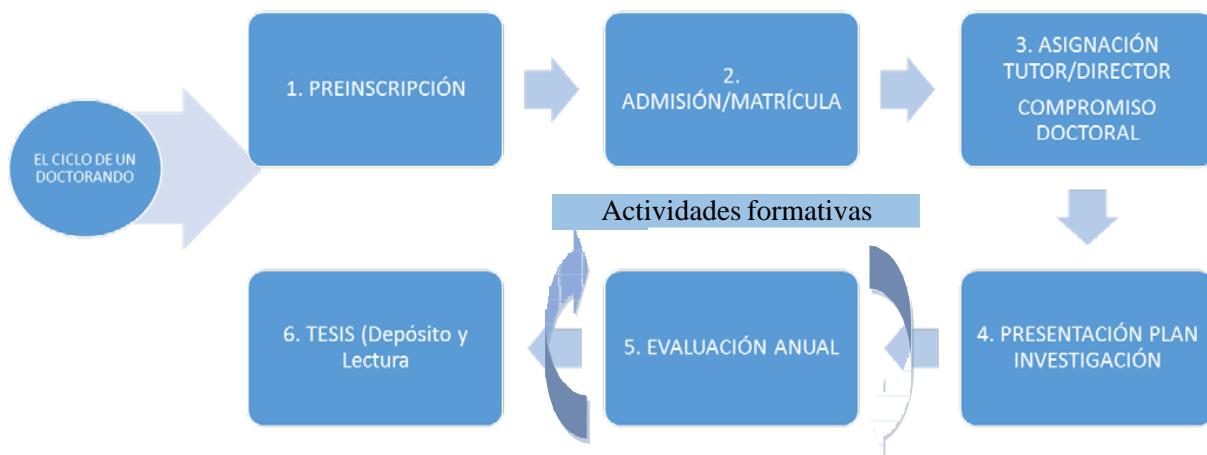 EL CICLO DE UN
DOCTORANDO
1. PREINSCRIPCIÓN
2.
ADMISIÓN/MATRÍCULA
3. ASIGNACIÓN
TUTOR/DIRECTOR
COMPROMISO
DOCTORAL
Actividades formativas
4. PRESENTACIÓN PLAN
INVESTIGACIÓN
5. EVALUACIÓN ANUAL
6. TESIS (Depósito y
Lectura